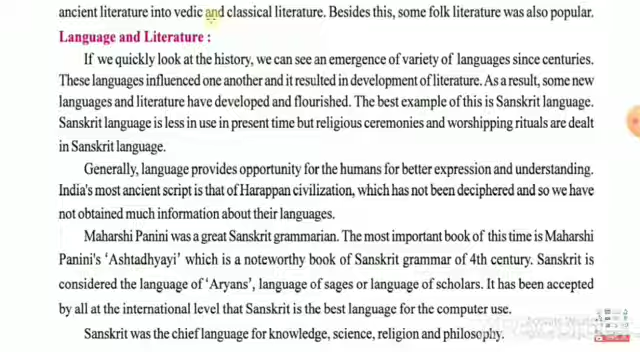 ancient literature into vedic and classical literature. Besides this, some folk literature was also popular.
Language and Literature :
If we quickly look at the history, we can see an emergence of variety of languages since centuries.
These languages influenced one another and it resulted in development of literature. As a result, some new
languages and literature have developed and flourished. The best example of this is Sanskrit language.
Sanskrit language is less in use in present time but religious ceremonies and worshipping rituals are dealt
in Sanskrit language.
Generally, language provides opportunity for the humans for better expression and understanding.
India's most ancient script is that of Harappan civilization, which has not been deciphered and so we have
not obtained much information about their languages.
Maharshi Panini was a great Sanskrit grammarian. The most important book of this time is Maharshi
Panini's 'Ashtadhyayi' which is a noteworthy book of Sanskrit grammar of 4th century. Sanskrit is
considered the language of 'Aryans', language of sages or language of scholars. It has been accepted
by all at the international level that Sanskrit is the best language for the computer use.
Sanskrit was the chief language for knowledge, science, religion and philosophy.